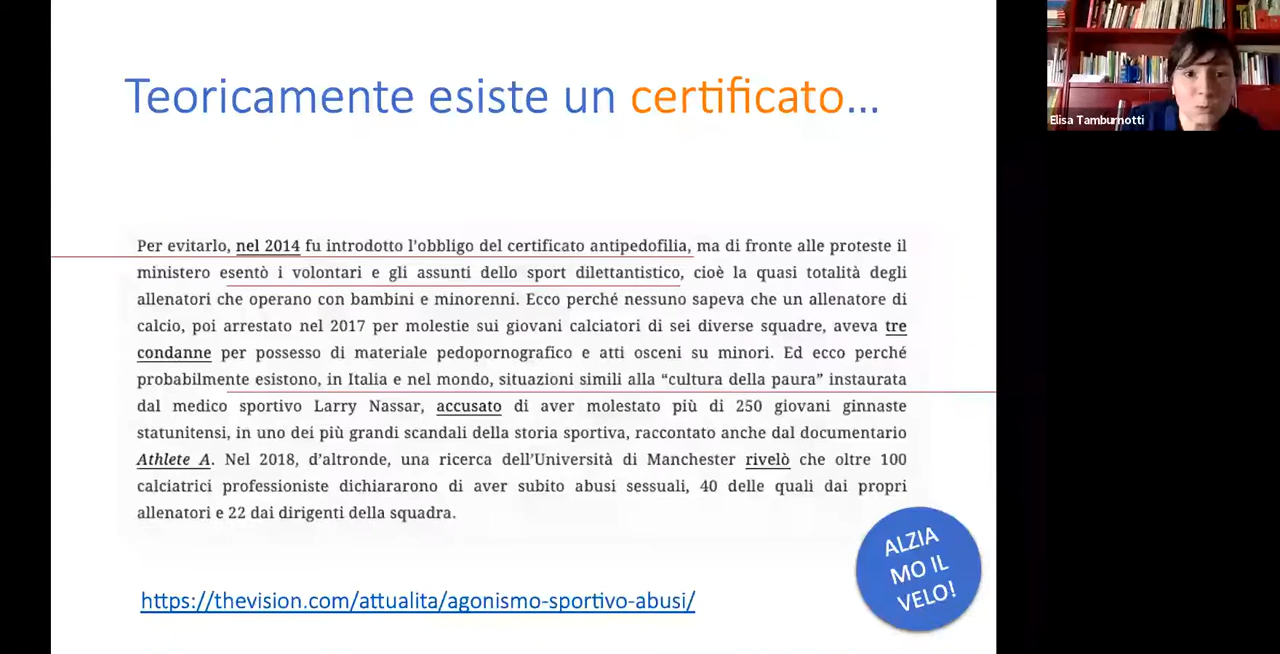 Teoricamente esiste un certificato...
Per evitarlo, nel 2014 fu introdotto l'obbligo del certificato antipedofilia, ma di fronte alle proteste il
ministero esentò i volontari e gli assunti dello sport dilettantistico, cioè la quasi totalità degli
allenatori che operano con bambini e minorenni. Ecco perché nessuno sapeva che un allenatore di
calcio, poi arrestato nel 2017 per molestie sui giovani calciatori di sei diverse squadre, aveva tre
condanne per possesso di materiale pedopornografico e atti osceni su minori. Ed ecco perché
probabilmente esistono, in Italia e nel mondo, situazioni simili alla “cultura della paura” instaurata
dal medico sportivo Larry Nassar, accusato di aver molestato più di 250 giovani ginnaste
statunitensi, in uno dei più grandi scandali della storia sportiva, raccontato anche dal documentario
Athlete A. Nel 2018, d'altronde, una ricerca dell'Università di Manchester rivelò che oltre 100
calciatrici professioniste dichiararono di aver subito abusi sessuali, 40 delle quali dai propri
allenatori e 22 dai dirigenti della squadra.
https://thevision.com/attualita/agonismo-sportivo-abusi/
ALZIA
MO IL
VELO!
Elisa Tamburnotti